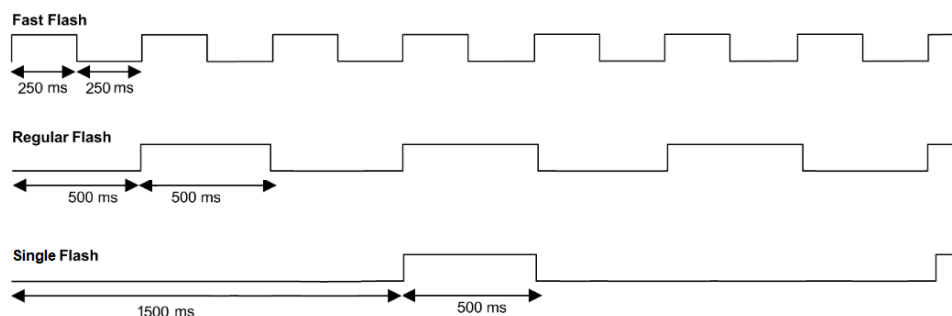 Fast Flash
250 ms 250 ms
Regular Flash
500 ms 500 ms
Single Flash
1500 ms 500 ms